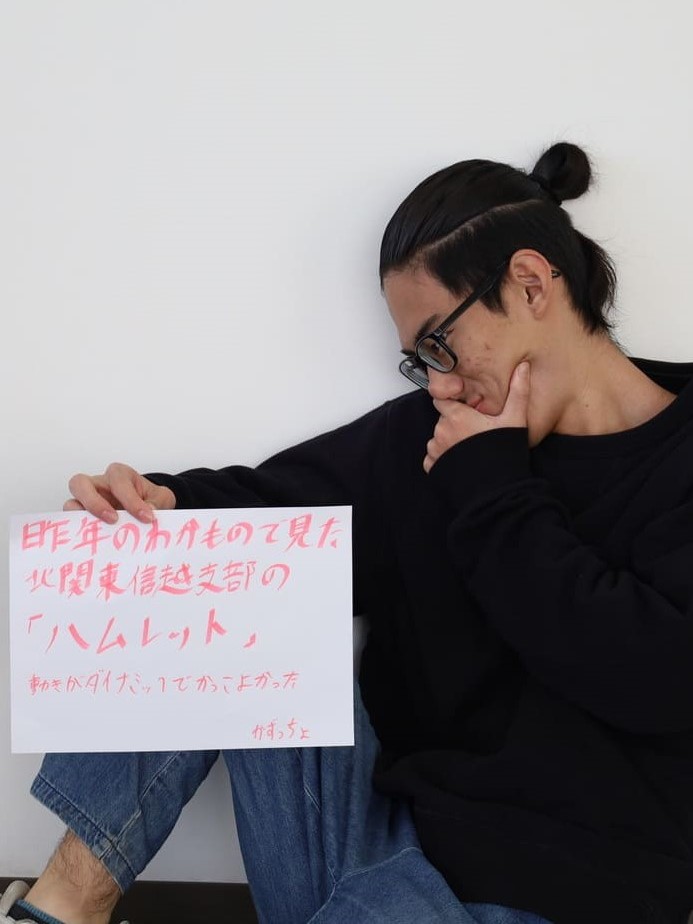 昨年のわかもので見た
北関東信越支部の
「ハムレット」
動きがダイナミックでかっこよかった
かずっちょ